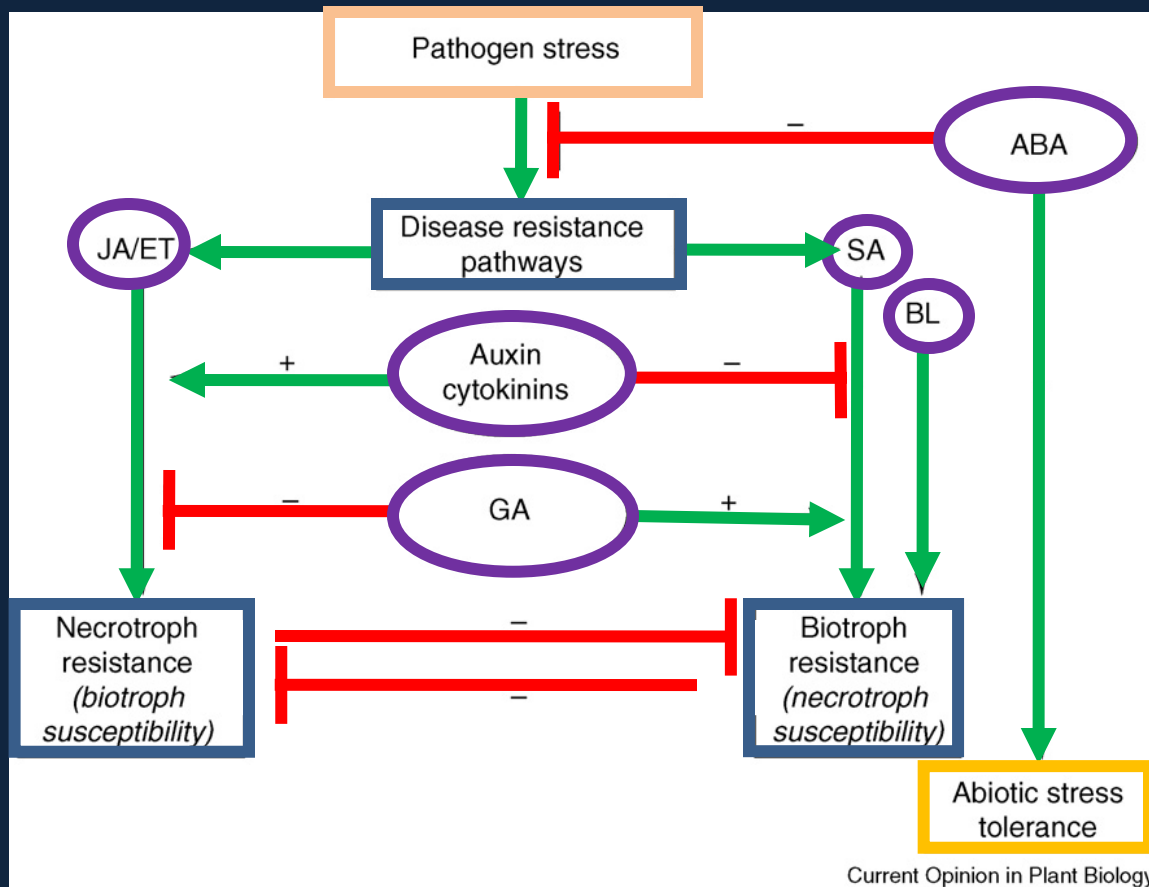 Pathogen stress
–
ABA
Disease resistance
pathways
JA/ET
SA
BL
Auxin
cytokinins
+
–
GA
–
+
Necrotroph
resistance
(biotroph
susceptibility)
–
–
Biotroph
resistance
(necrotroph
susceptibility)
Abiotic stress
tolerance
Current Opinion in Plant Biology